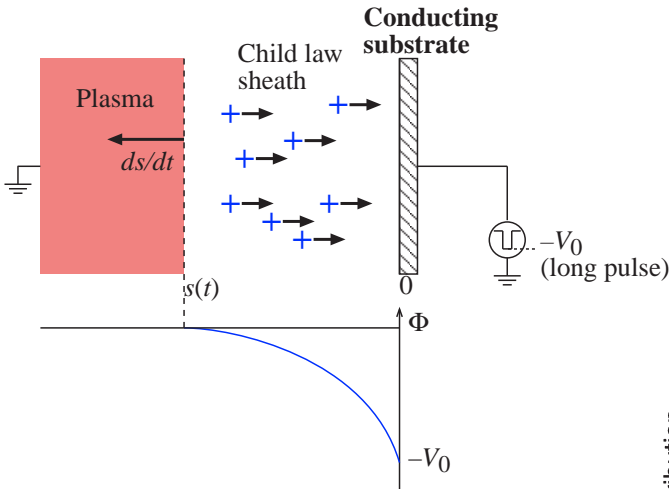 Conducting
substrate
Child law
sheath
Plasma
ds/dt
–V0
(long pulse)
s(t)
0
Φ
–V0